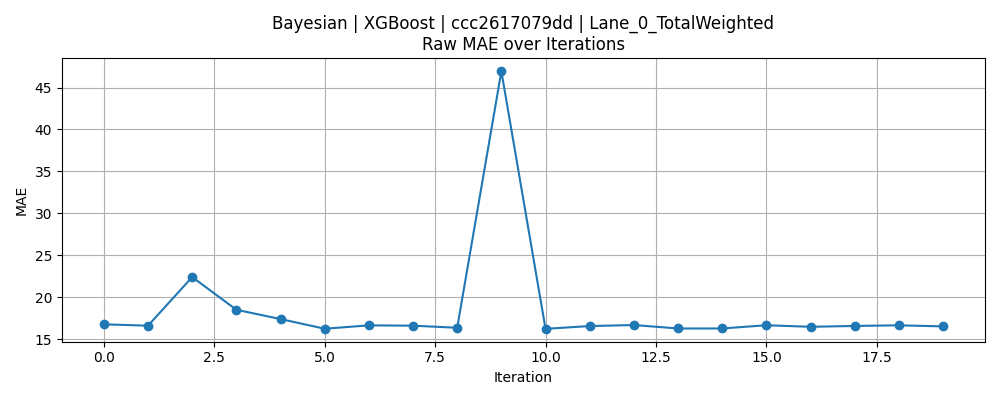 Bayesian | XGBoost | ccc2617079dd | Lane_0_TotalWeighted
Raw MAE over Iterations
MAE
45
40
35
30
25
20
15
0.0 2.5 5.0 7.5 10.0 12.5 15.0 17.5
Iteration